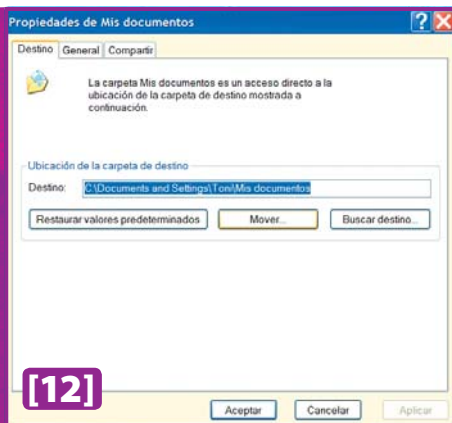 Propiedades de Mis documentos
Destino General Compartir
La carpeta Mis documentos es un acceso directo a la
ubicación de la carpeta de destino mostrada a
continuación.
Ubicación de la carpeta de destino
Destino: C:\Documents and Settings\Toni\Mis documentos
Restaurar valores predeterminados Mover... Buscar destino...
[12]
Aceptar Cancelar Aplicar